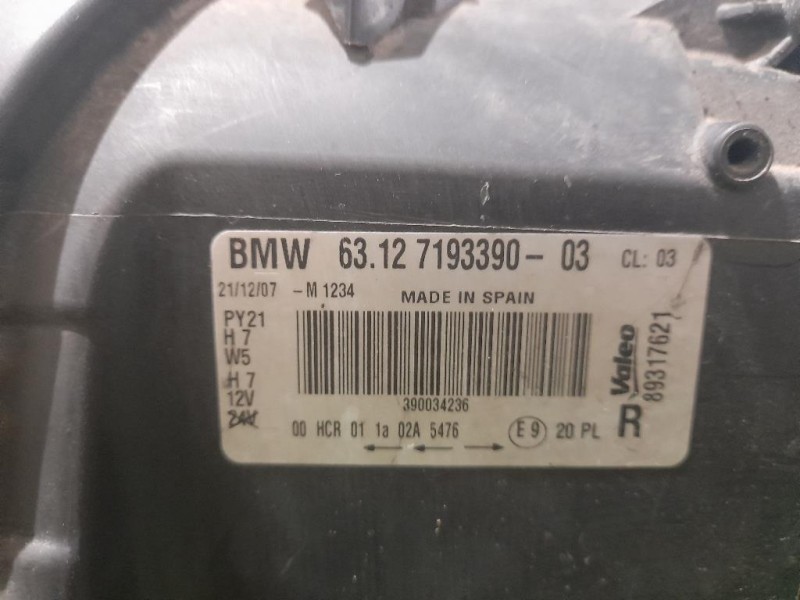 BMW 63.12 7193390- 03 CL: 03
21/12/07 -M 1234 MADE IN SPAIN
PY21
H 7
W5
H 7
12V
24V
390034236
00 HCR 01 1a 02A 5476
E 9 20 PL
Valeo
89317621
R